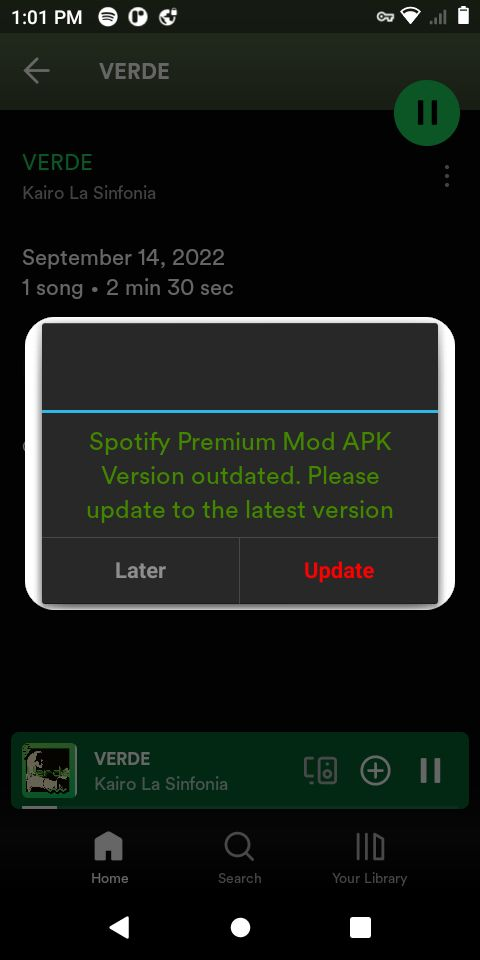 1:01 PM
VERDE
VERDE
Kairo La Sinfonia
September 14, 2022
1 song • 2 min 30 sec
Spotify Premium Mod APK
Version outdated. Please
update to the latest version
Later
Update
VERDE
Kairo La Sinfonia
Home
Search
Your Library